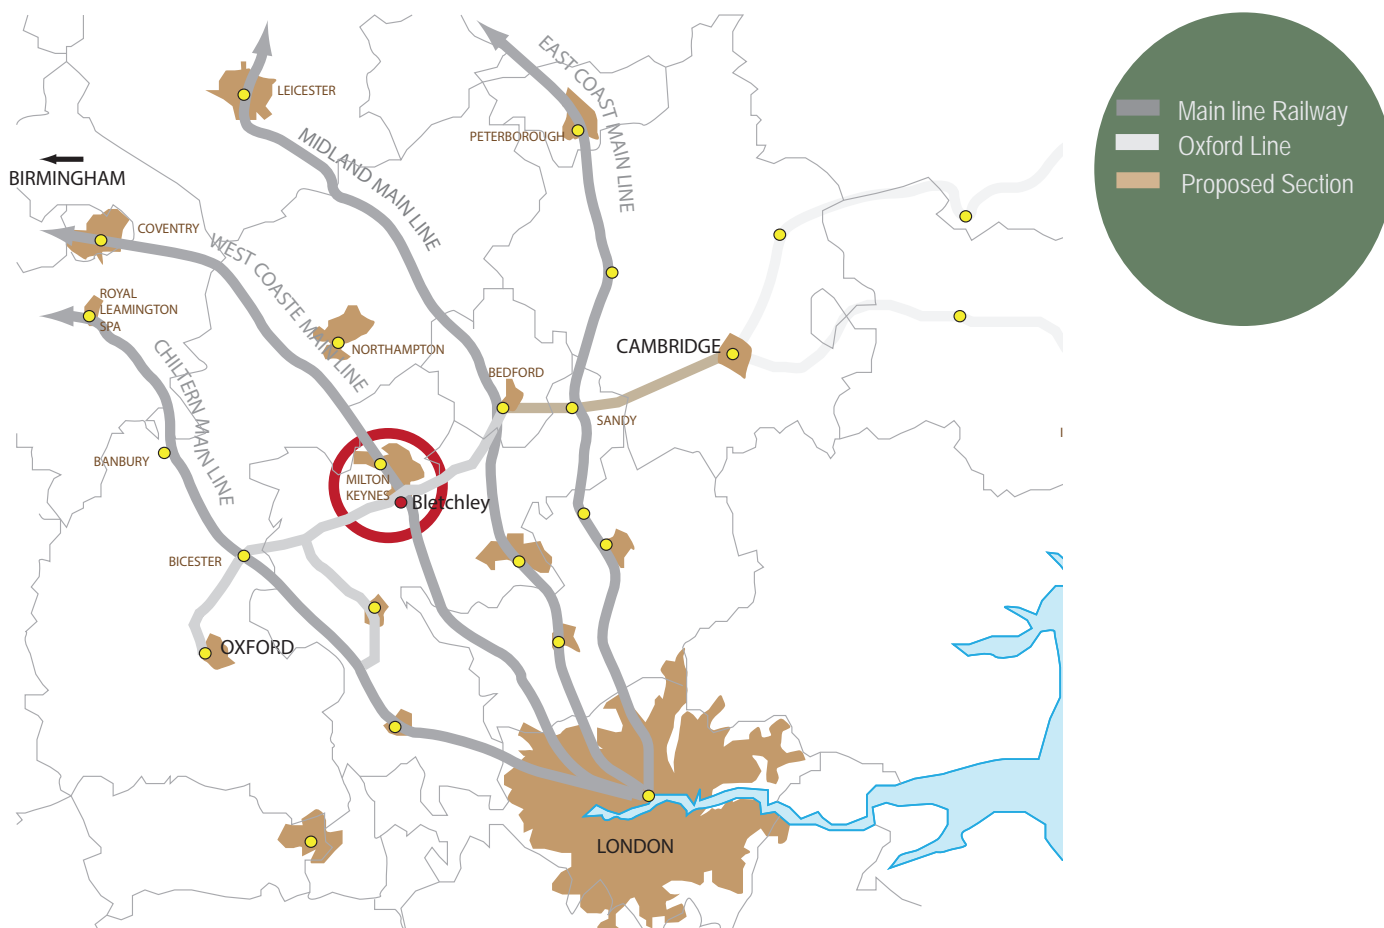 LEICESTER
EAST COAST MAIN LINE
PETERBOROUGH
MIDLAND MAIN LINE
BIRMINGHAM
COVENTRY
WEST COASTE MAIN LINE
ROYAL
LEAMINGTON
SPA
NORTHAMPTON
CHILTERN MAIN LINE
CAMBRIDGE
BEDFORD
SANDY
BANBURY
MILTON
KEYNES
Bletchley
BICESTER
OXFORD
LONDON
Main line Railway
Oxford Line
Proposed Section